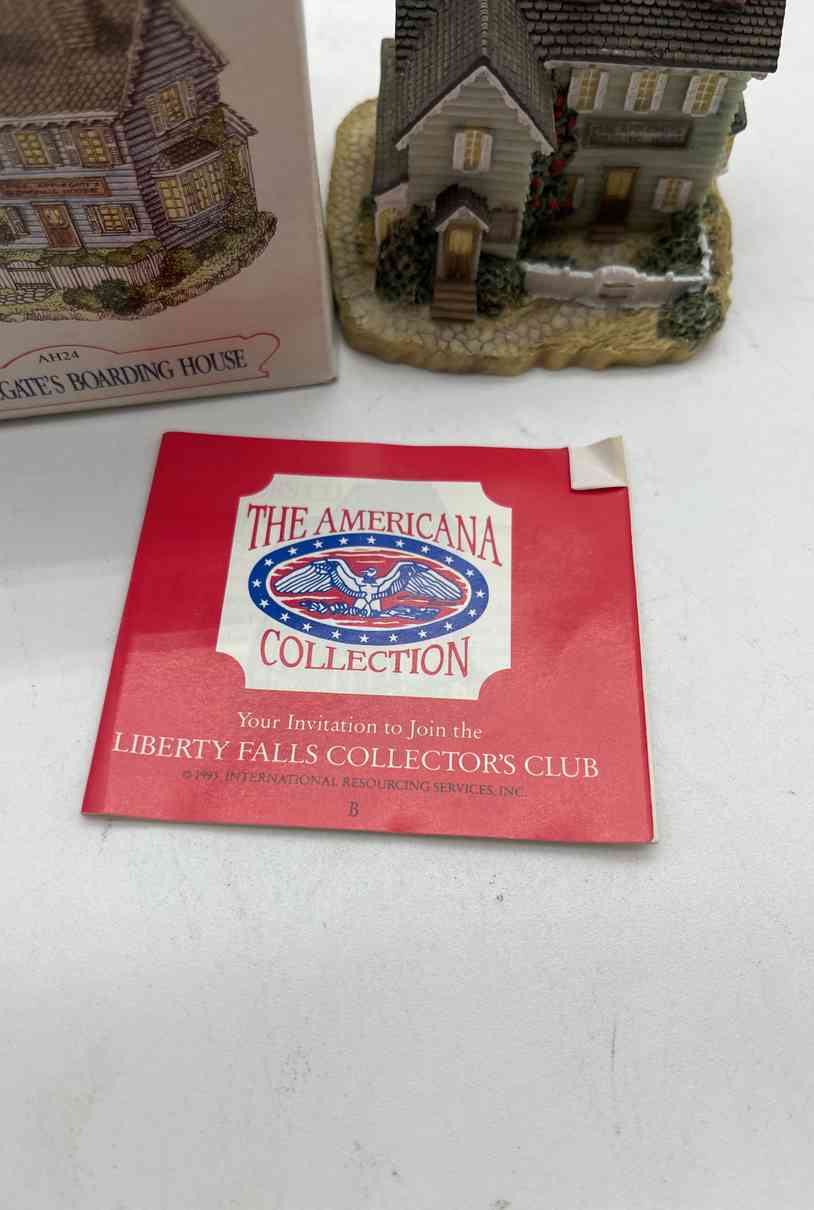 AH24
GATE'S BOARDING HOUSE
THE AMERICANA
COLLECTION
Your Invitation to Join the
LIBERTY FALLS COLLECTOR'S CLUB
© 1993, INTERNATIONAL RESOURCING SERVICES, INC.
B